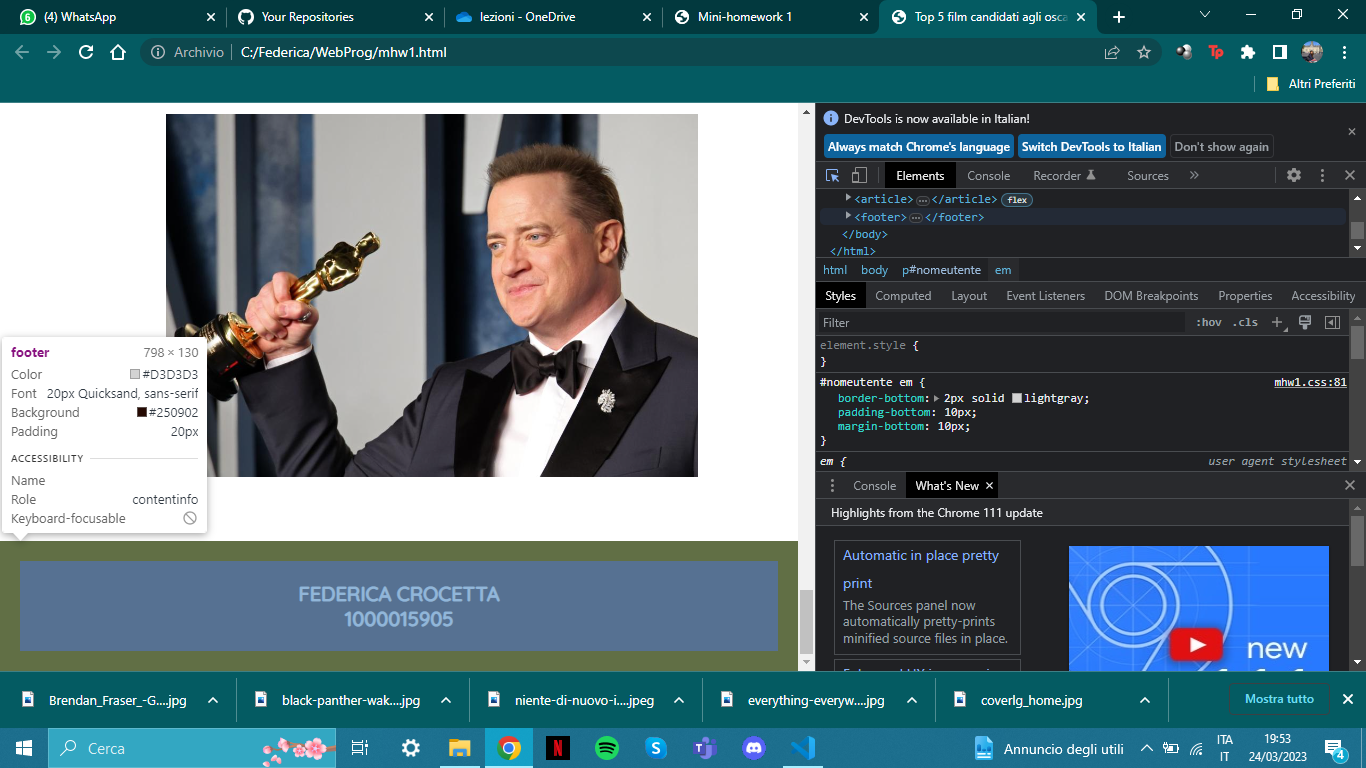 6
(4) WhatsApp
Your Repositories
lezioni - OneDrive
Mini-homework 1
Top 5 film candidati agli osca
Archivio
C:/Federica/WebProg/mhw1.html
Tp
Altri Preferiti
DevTools is now available in Italian!
Always match Chrome's language
Switch DevTools to Italian
Don't show again
Elements
Console
Recorder
Sources
<article> … </article> flex
<footer> … </footer>
</body>
</html>
html body p#nomeutente em
Styles
Computed
Layout
Event Listeners
DOM Breakpoints
Properties
Accessibility
Filter
:hov .cls
element.style {
}
#nomeutente em {
mhw1.css:81
border-bottom: 2px solid lightgray;
padding-bottom: 10px;
margin-bottom: 10px;
}
em {
user agent stylesheet
Console
What's New
Highlights from the Chrome 111 update
Automatic in place pretty
print
The Sources panel now
automatically pretty-prints
minified source files in place.
new
footer
798 × 130
Color
#D3D3D3
Font
20px Quicksand, sans-serif
Background
#250902
Padding
20px
ACCESSIBILITY
Name
Role
contentinfo
Keyboard-focusable
FEDERICA CROCETTA
1000015905
Brendan_Fraser_-G....jpg
black-panther-wak....jpg
niente-di-nuovo-i....jpeg
everything-everyw....jpg
coverlg_home.jpg
Mostra tutto
Cerca
N
S
Annuncio degli utili
ITA
IT
19:53
24/03/2023
4